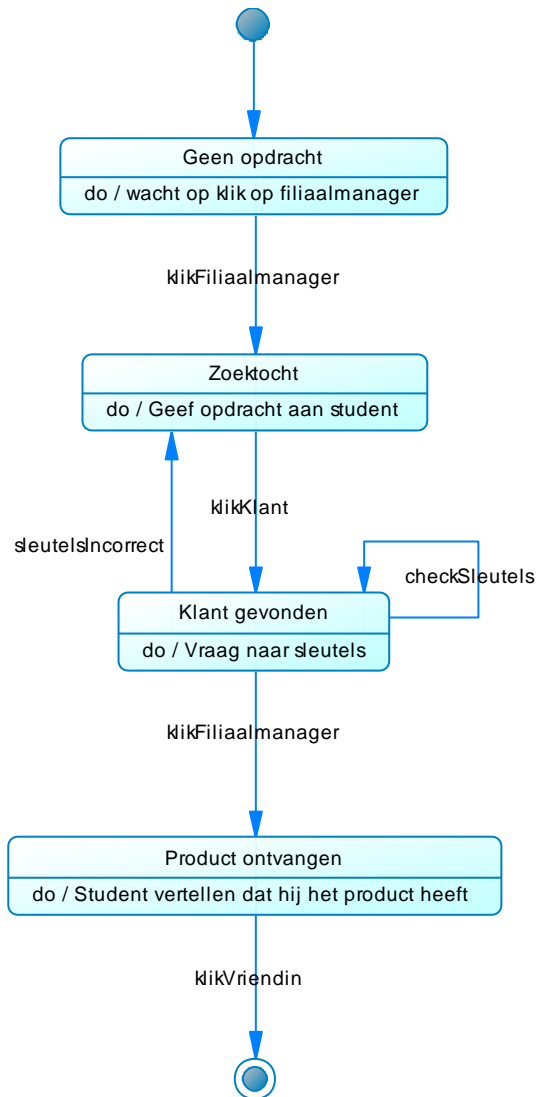 Geen opdracht
do / wacht op klik op filiaalmanager
klikFiliaalmanager
Zoektocht
do / Geef opdracht aan student
klikKlant
sleutelsIncorrect
checkSleutels
Klant gevonden
do / Vraag naar sleutels
klikFiliaalmanager
Product ontvangen
do / Student vertellen dat hij het product heeft
klikVriendin